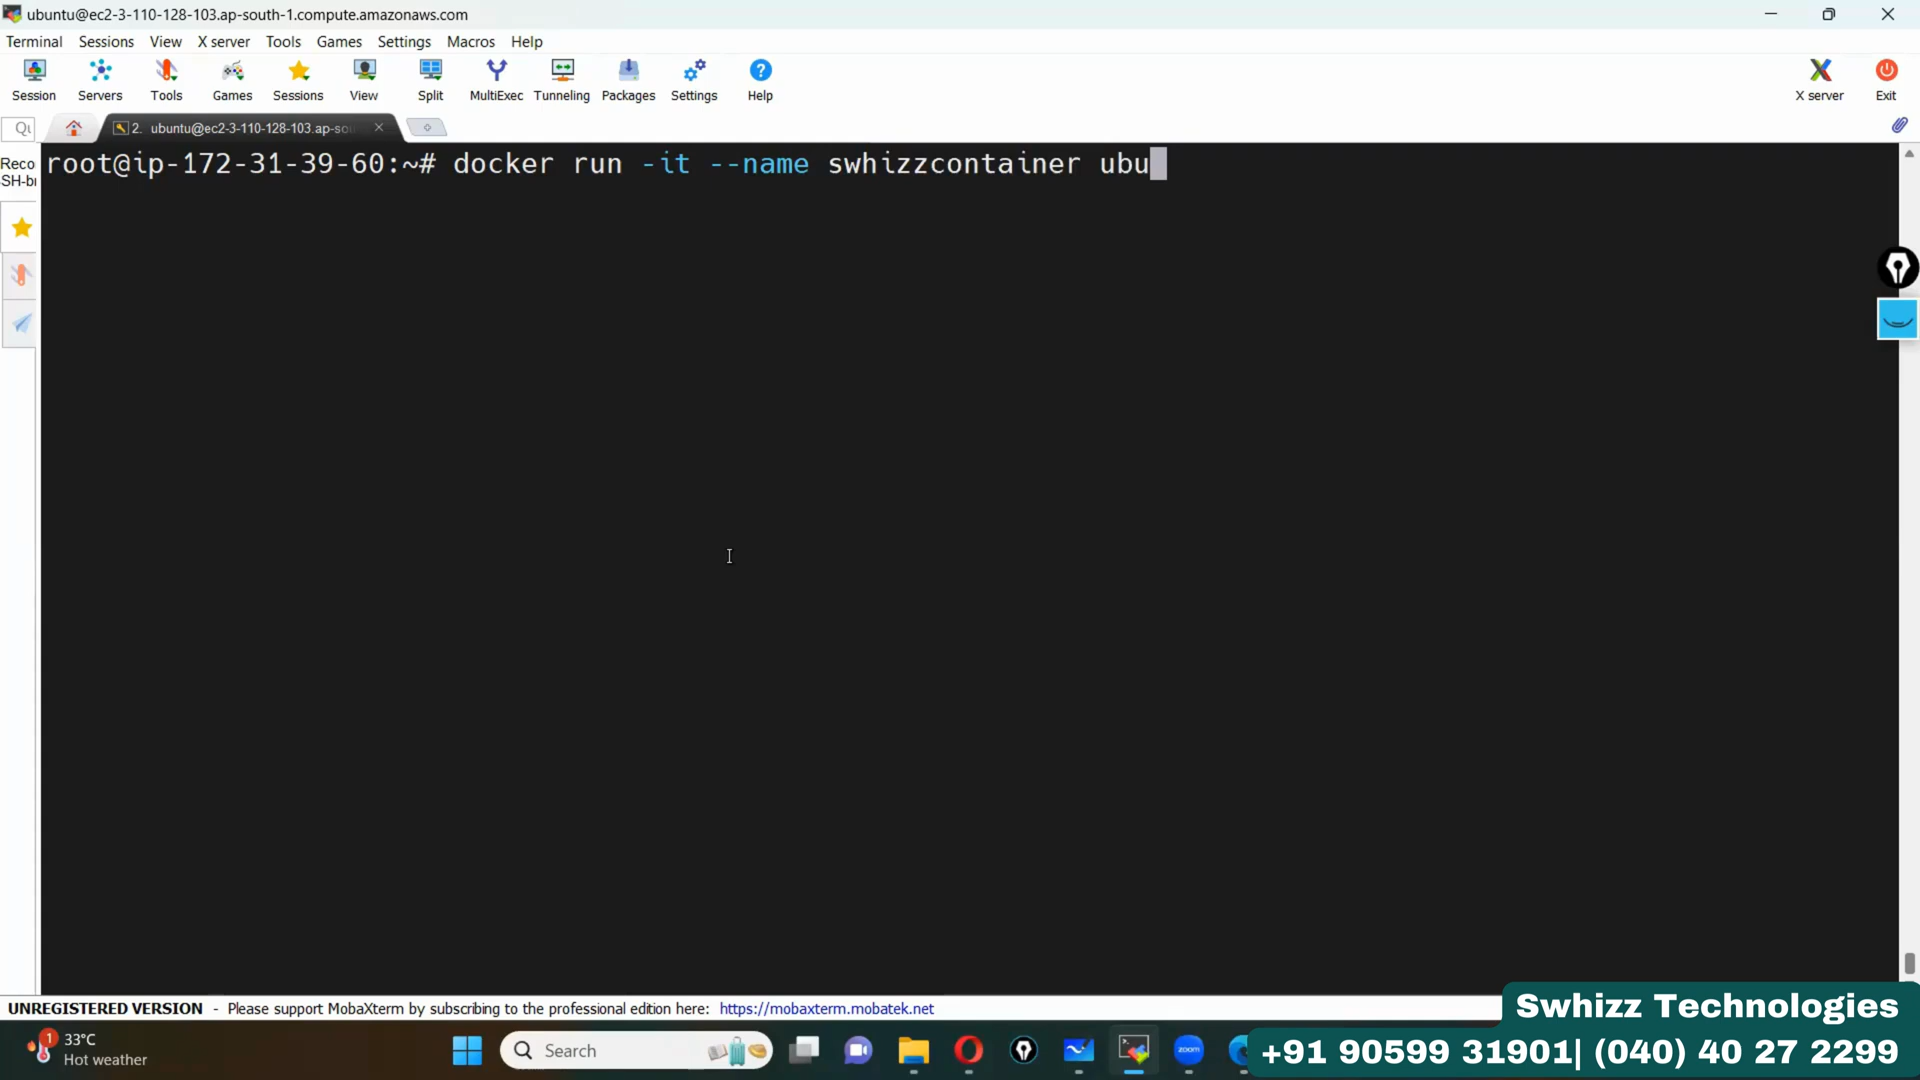 ubuntu@ec2-3-110-128-103.ap-south-1.compute.amazonaws.com
Terminal Sessions View X server Tools Games Settings Macros Help
Session Servers Tools Games Sessions View Split MultiExec Tunneling Packages Settings Help X server Exit
2. ubuntu@ec2-3-110-128-103.ap-so
Reco
SH-b
root@ip-172-31-39-60:~# docker run -it --name swhizzcontainer ubu
UNREGISTERED VERSION - Please support MobaXterm by subscribing to the professional edition here: https://mobaxterm.mobatek.net
Swhizz Technologies
1
33°C
Hot weather
Search
zoom
+91 90599 31901| (040) 40 27 2299